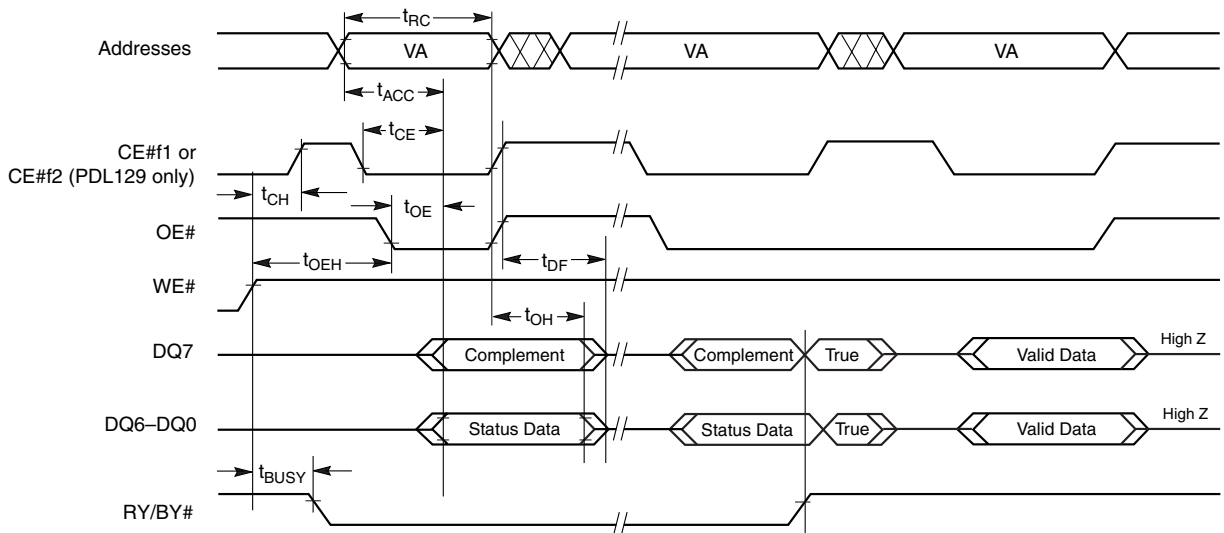 tRC
Addresses VA VA VA
tACC
tCE
CE#f1 or
CE#f2 (PDL129 only)
tCH
tOE
OE#
tOEH tDF
WE#
tOH
DQ7 Complement Complement True Valid Data High Z
DQ6–DQ0 Status Data Status Data True Valid Data High Z
tBUSY
RY/BY#